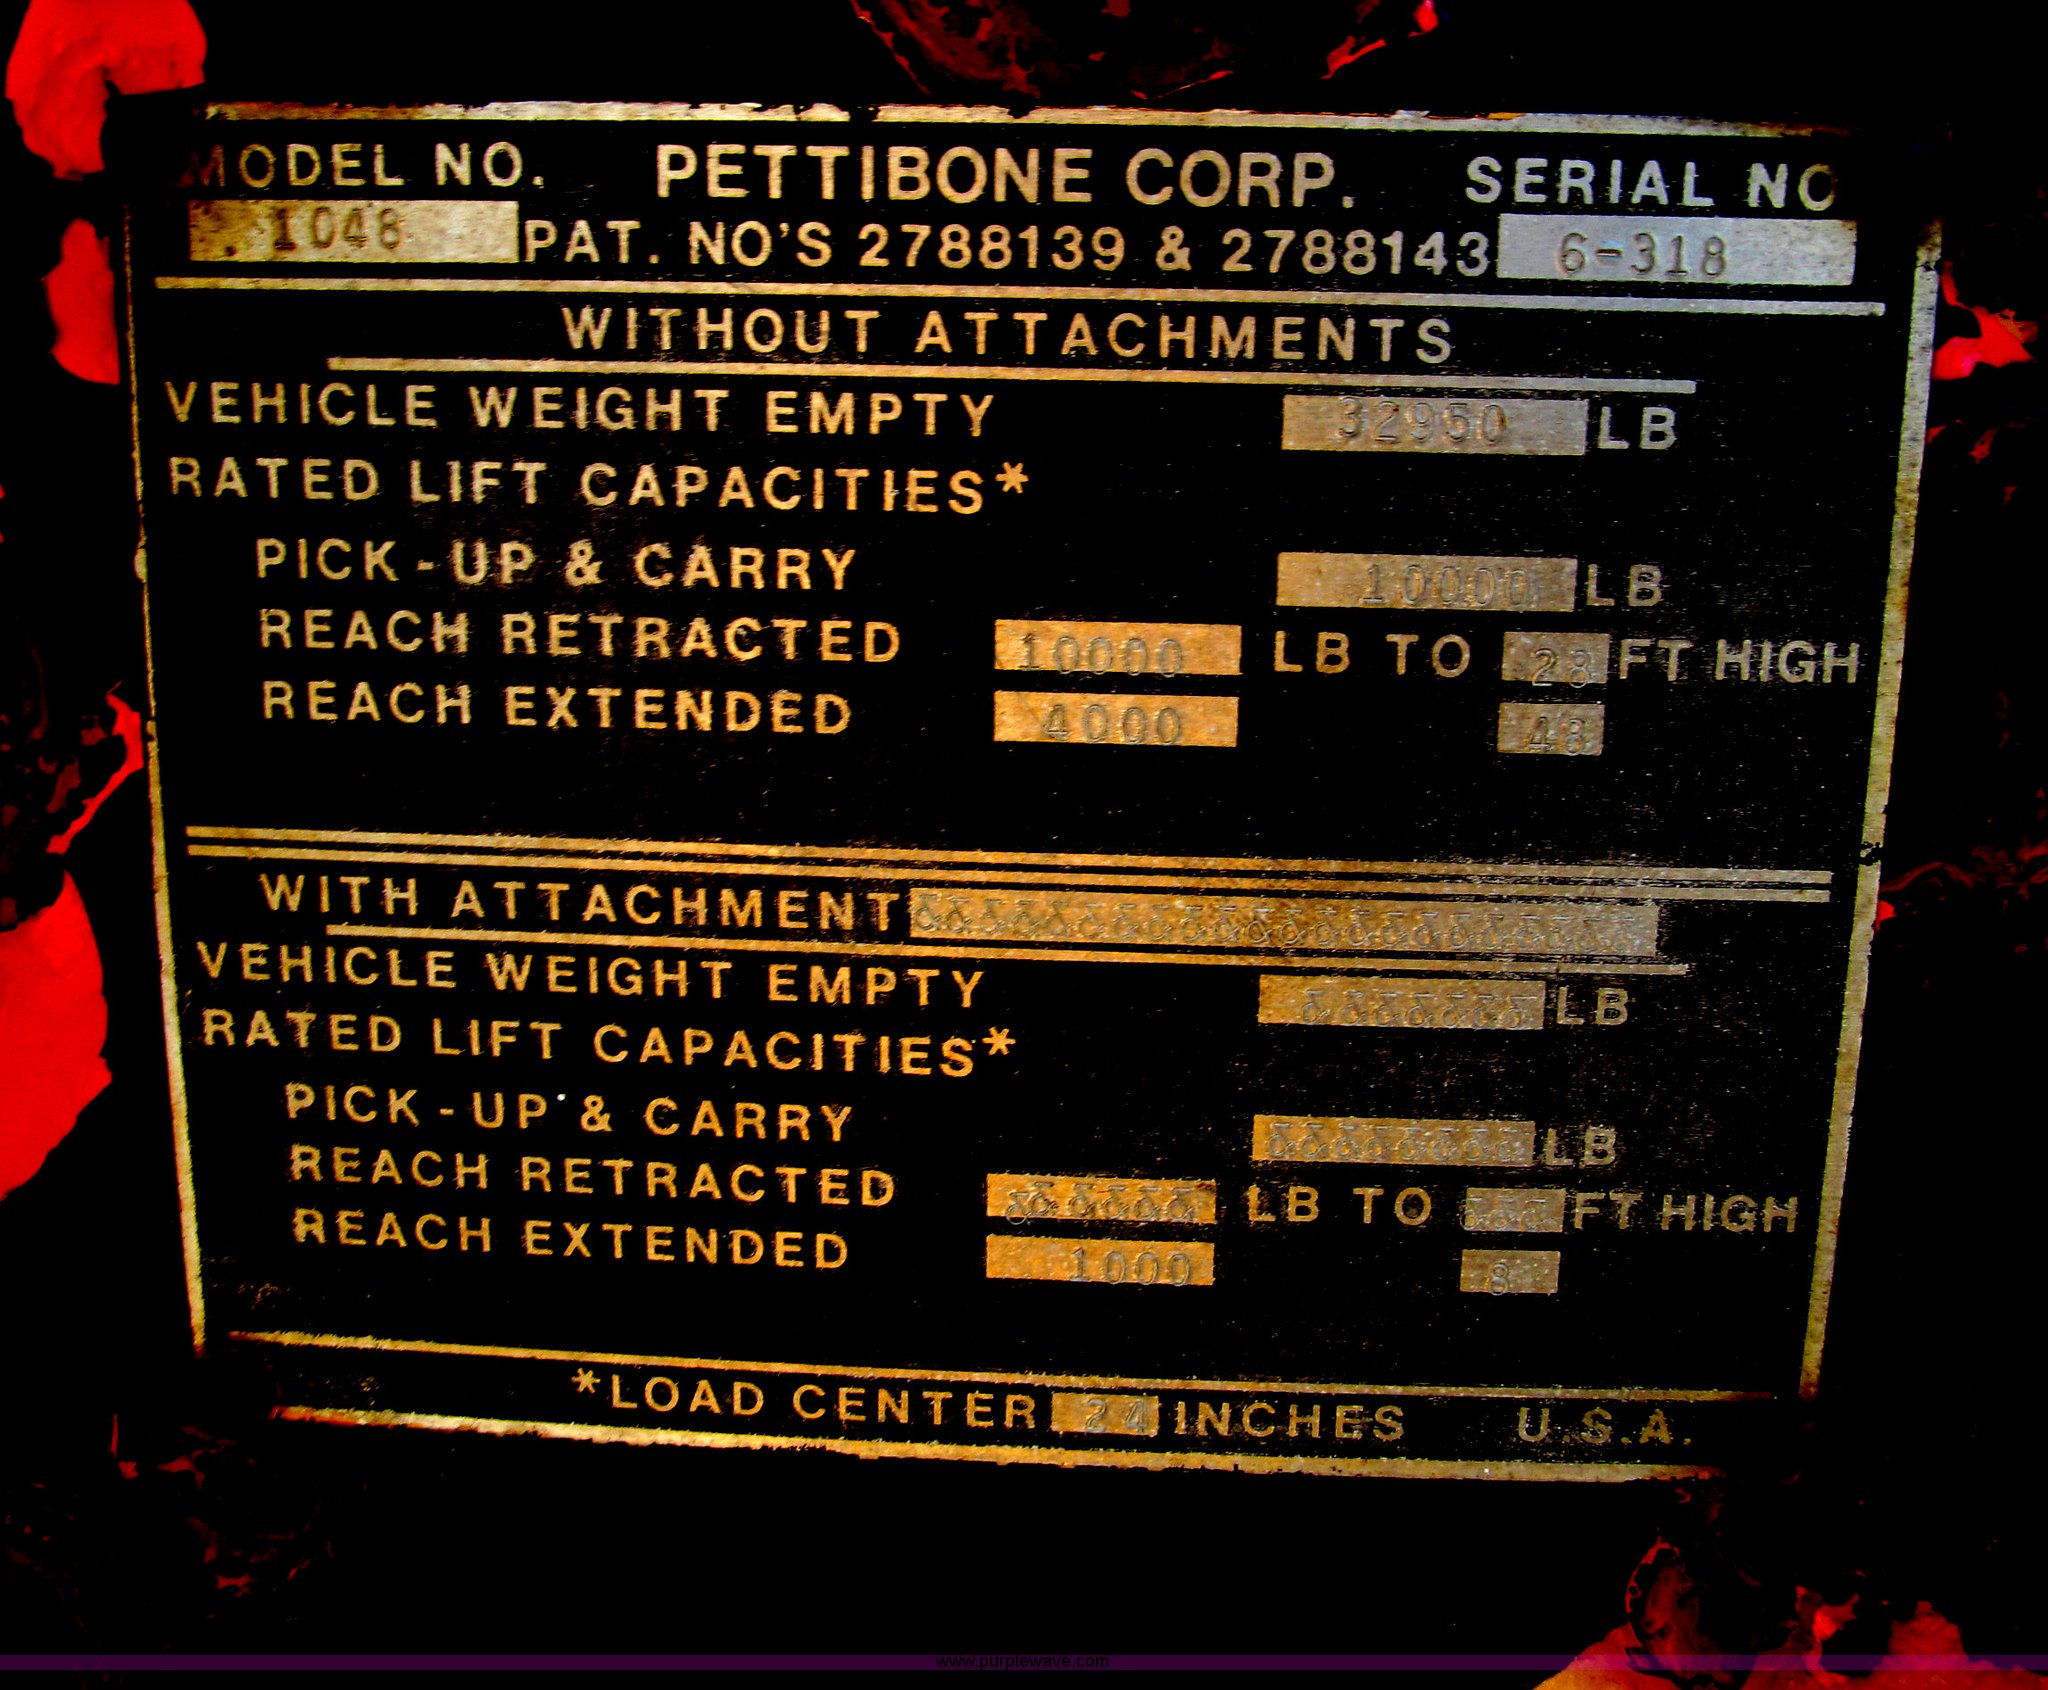 MODEL NO. PETTIBONE CORP. SERIAL NO
1048 PAT. NO'S 2788139 & 2788143 6-318
WITHOUT ATTACHMENTS
VEHICLE WEIGHT EMPTY 32950 LB
RATED LIFT CAPACITIES*
PICK-UP & CARRY 10000 LB
REACH RETRACTED 10000 LB TO 28 FT HIGH
REACH EXTENDED 4000 48
WITH ATTACHMENT &&&&&&&&&&&&&&&&&&&&&&
VEHICLE WEIGHT EMPTY &&&&&&& LB
RATED LIFT CAPACITIES*
PICK-UP & CARRY &&&&&&&& LB
REACH RETRACTED &&&&&& LB TO &&& FT HIGH
REACH EXTENDED 1000 8
*LOAD CENTER 24 INCHES U.S.A.
www.purplewave.com